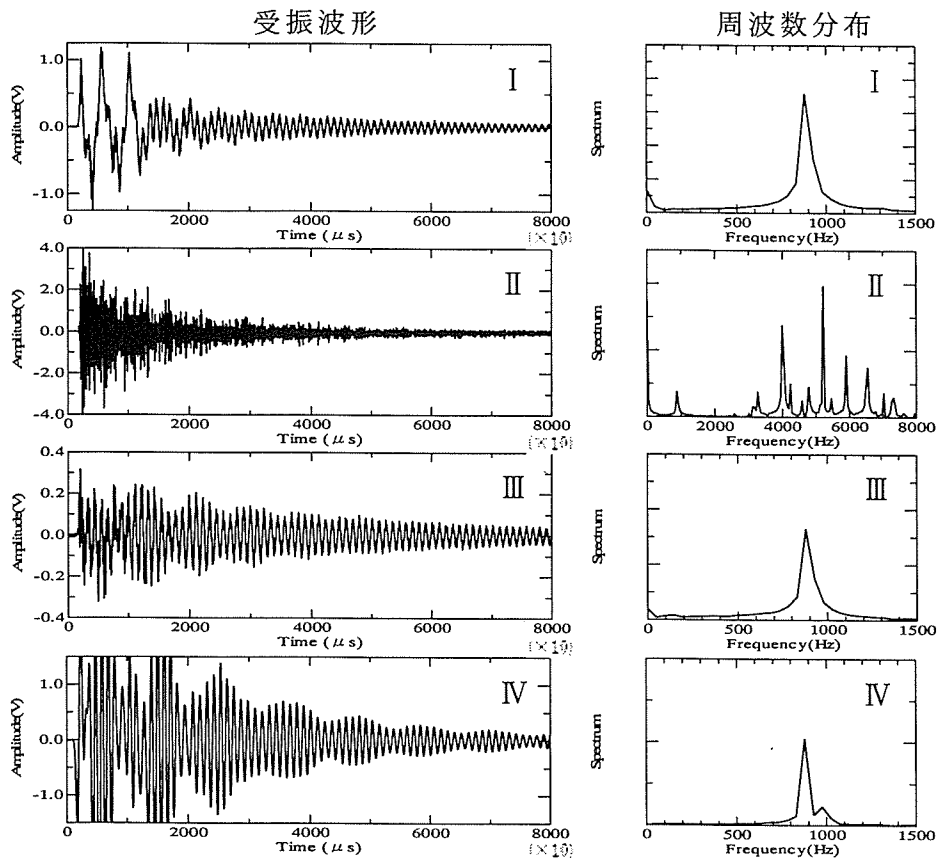 受振波形
周波数分布
Amplitude(V)
1.0
0.0
-1.0
I
0 2000 4000 6000 8000
Time (μs)
(×10)
Spectrum
I
0 500 1000 1500
Frequency(Hz)
Amplitude(V)
4.0
2.0
0.0
-2.0
-4.0
II
0 2000 4000 6000 8000
Time (μs)
(×10)
Spectrum
II
0 2000 4000 6000 8000
Frequency(Hz)
Amplitude(V)
0.4
0.2
0.0
-0.2
-0.4
III
0 2000 4000 6000 8000
Time (μs)
(×10)
Spectrum
III
0 500 1000 1500
Frequency(Hz)
Amplitude(V)
1.0
0.0
-1.0
IV
0 2000 4000 6000 8000
Time (μs)
(×10)
Spectrum
IV
0 500 1000 1500
Frequency(Hz)